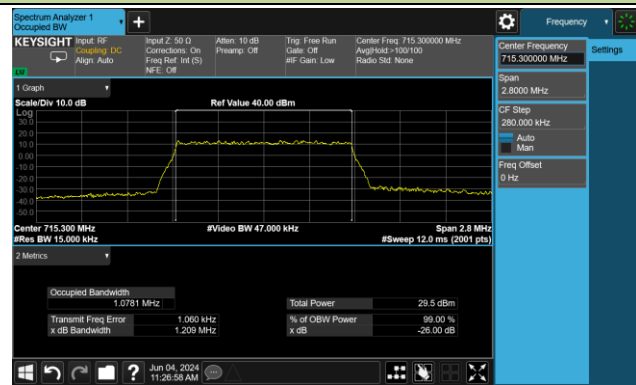 Spectrum Analyzer 1
Occupied BW
Frequency
KEYSIGHT
Input: RF
Coupling: DC
Align: Auto
Input Z: 50 Ω
Corrections: On
Freq Ref: Int (S)
NFE: Off
Atten: 10 dB
Preamp: Off
Trig: Free Run
Gate: Off
#IF Gain: Low
Center Freq: 715.300000 MHz
Avg|Hold:>100/100
Radio Std: None
Center Frequency
715.300000 MHz
Settings
Span
2.8000 MHz
CF Step
280.000 kHz
Auto
Man
Freq Offset
0 Hz
1 Graph
Scale/Div 10.0 dB
Ref Value 40.00 dBm
Log
30.0
20.0
10.0
0.00
-10.0
-20.0
-30.0
-40.0
-50.0
Center 715.300 MHz
#Video BW 47.000 kHz
Span 2.8 MHz
#Res BW 15.000 kHz
#Sweep 12.0 ms (2001 pts)
2 Metrics
Occupied Bandwidth
1.0781 MHz
Total Power
29.5 dBm
Transmit Freq Error
1.060 kHz
% of OBW Power
99.00 %
x dB Bandwidth
1.209 MHz
x dB
-26.00 dB
Jun 04, 2024
11:26:58 AM